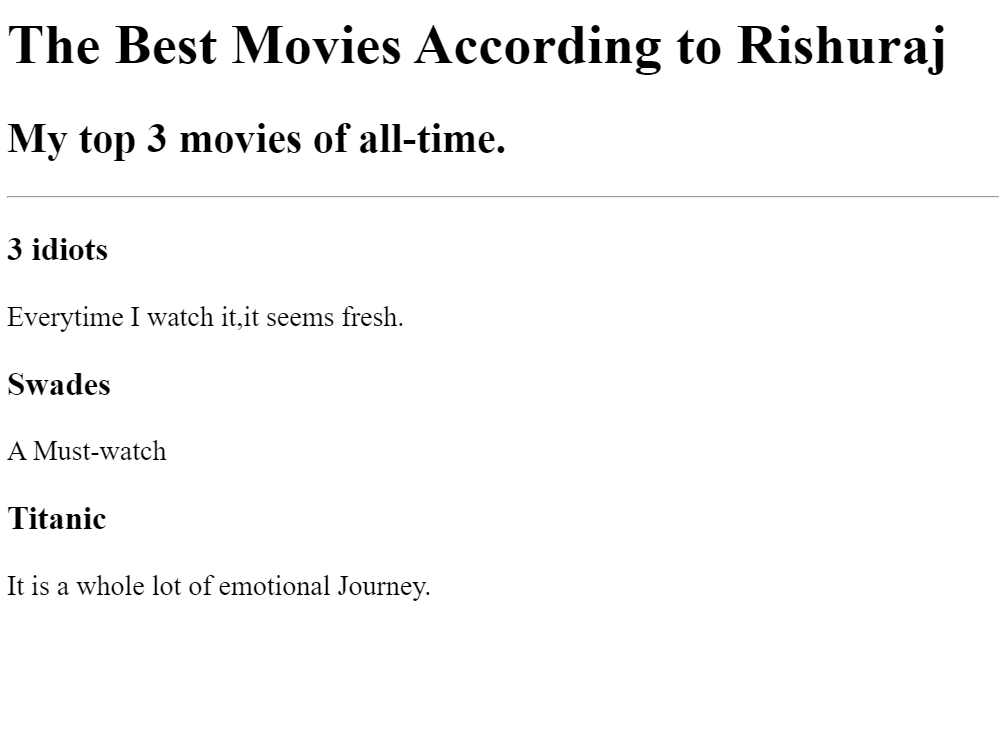 The Best Movies According to Rishuraj
My top 3 movies of all-time.
3 idiots
Everytime I watch it,it seems fresh.
Swades
A Must-watch
Titanic
It is a whole lot of emotional Journey.